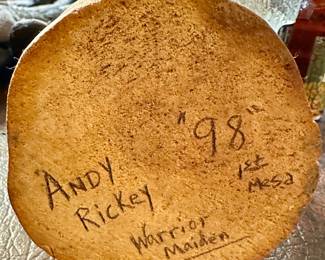 "98"
1st
Mesa
ANDY
Rickey
Warrior
Maiden